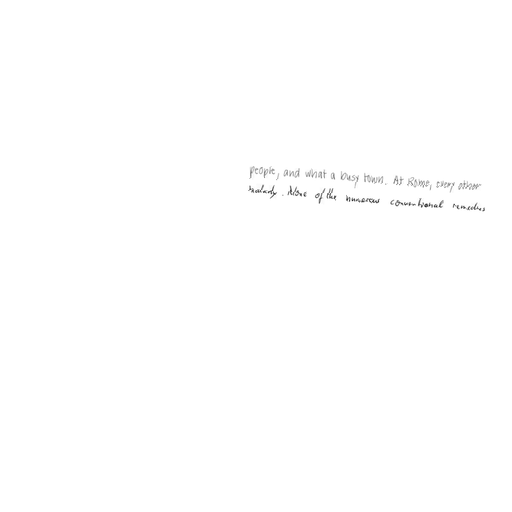 people, and what a busy town. At Rome, every other
malady. None of the numerous conventional remedies